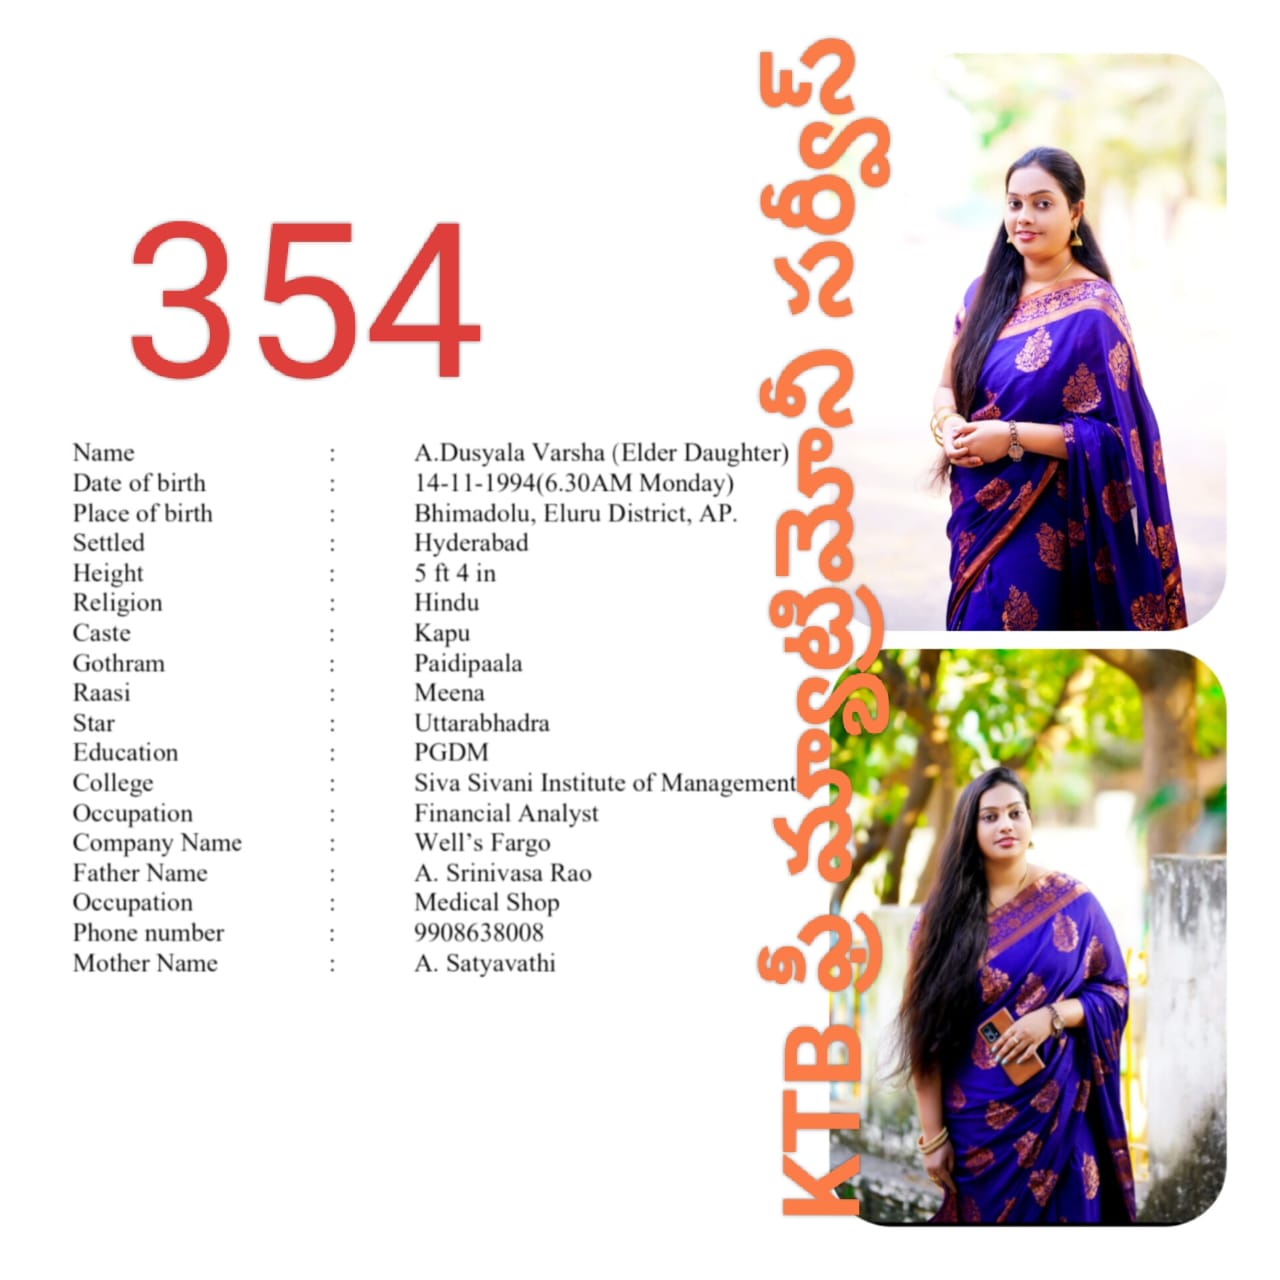 354
Name : A.Dusyala Varsha (Elder Daughter)
Date of birth : 14-11-1994(6.30AM Monday)
Place of birth : Bhimadolu, Eluru District, AP.
Settled : Hyderabad
Height : 5 ft 4 in
Religion : Hindu
Caste : Kapu
Gothram : Paidipaala
Raasi : Meena
Star : Uttarabhadra
Education : PGDM
College : Siva Sivani Institute of Management
Occupation : Financial Analyst
Company Name : Well’s Fargo
Father Name : A. Srinivasa Rao
Occupation : Medical Shop
Phone number : 9908638008
Mother Name : A. Satyavathi
KTB ఫ్రీ మ్యాట్రిమోనీ సర్వీస్